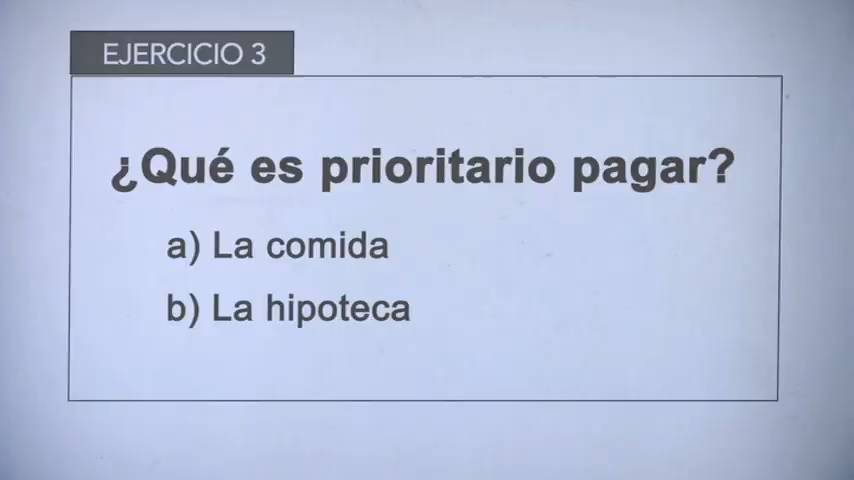 EJERCICIO 3
¿Qué es prioritario pagar?
a) La comida
b) La hipoteca